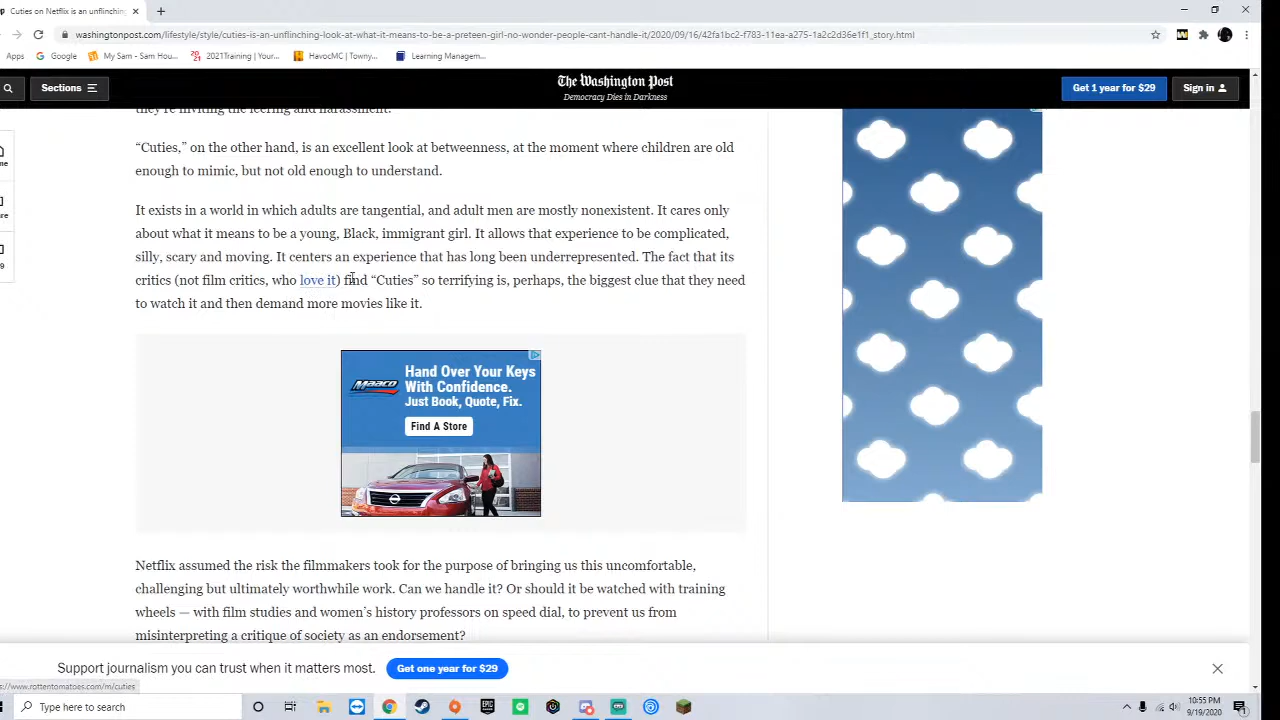 Cuties on Netflix is an unflinchin
washingtonpost.com/lifestyle/style/cuties-is-an-unflinching-look-at-what-it-means-to-be-a-preteen-girl-no-wonder-people-cant-handle-it/2020/09/16/42fa1bc2-f783-11ea-a275-1a2c2d36e1f1_story.html
Apps Google My Sam - Sam Hou... 2021Training | Your... HavocMC | Towny... Learning Managem...
Sections
The Washington Post
Democracy Dies in Darkness
Get 1 year for $29
Sign in
they're inviting the leering and harassment.
“Cuties,” on the other hand, is an excellent look at betweenness, at the moment where children are old
enough to mimic, but not old enough to understand.
It exists in a world in which adults are tangential, and adult men are mostly nonexistent. It cares only
about what it means to be a young, Black, immigrant girl. It allows that experience to be complicated,
silly, scary and moving. It centers an experience that has long been underrepresented. The fact that its
critics (not film critics, who love it) find “Cuties” so terrifying is, perhaps, the biggest clue that they need
to watch it and then demand more movies like it.
Hand Over Your Keys
With Confidence.
Just Book, Quote, Fix.
MAACO
Find A Store
Netflix assumed the risk the filmmakers took for the purpose of bringing us this uncomfortable,
challenging but ultimately worthwhile work. Can we handle it? Or should it be watched with training
wheels — with film studies and women’s history professors on speed dial, to prevent us from
misinterpreting a critique of society as an endorsement?
Support journalism you can trust when it matters most.
Get one year for $29
s://www.rottentomatoes.com/m/cuties
Type here to search
10:55 PM
9/19/2020